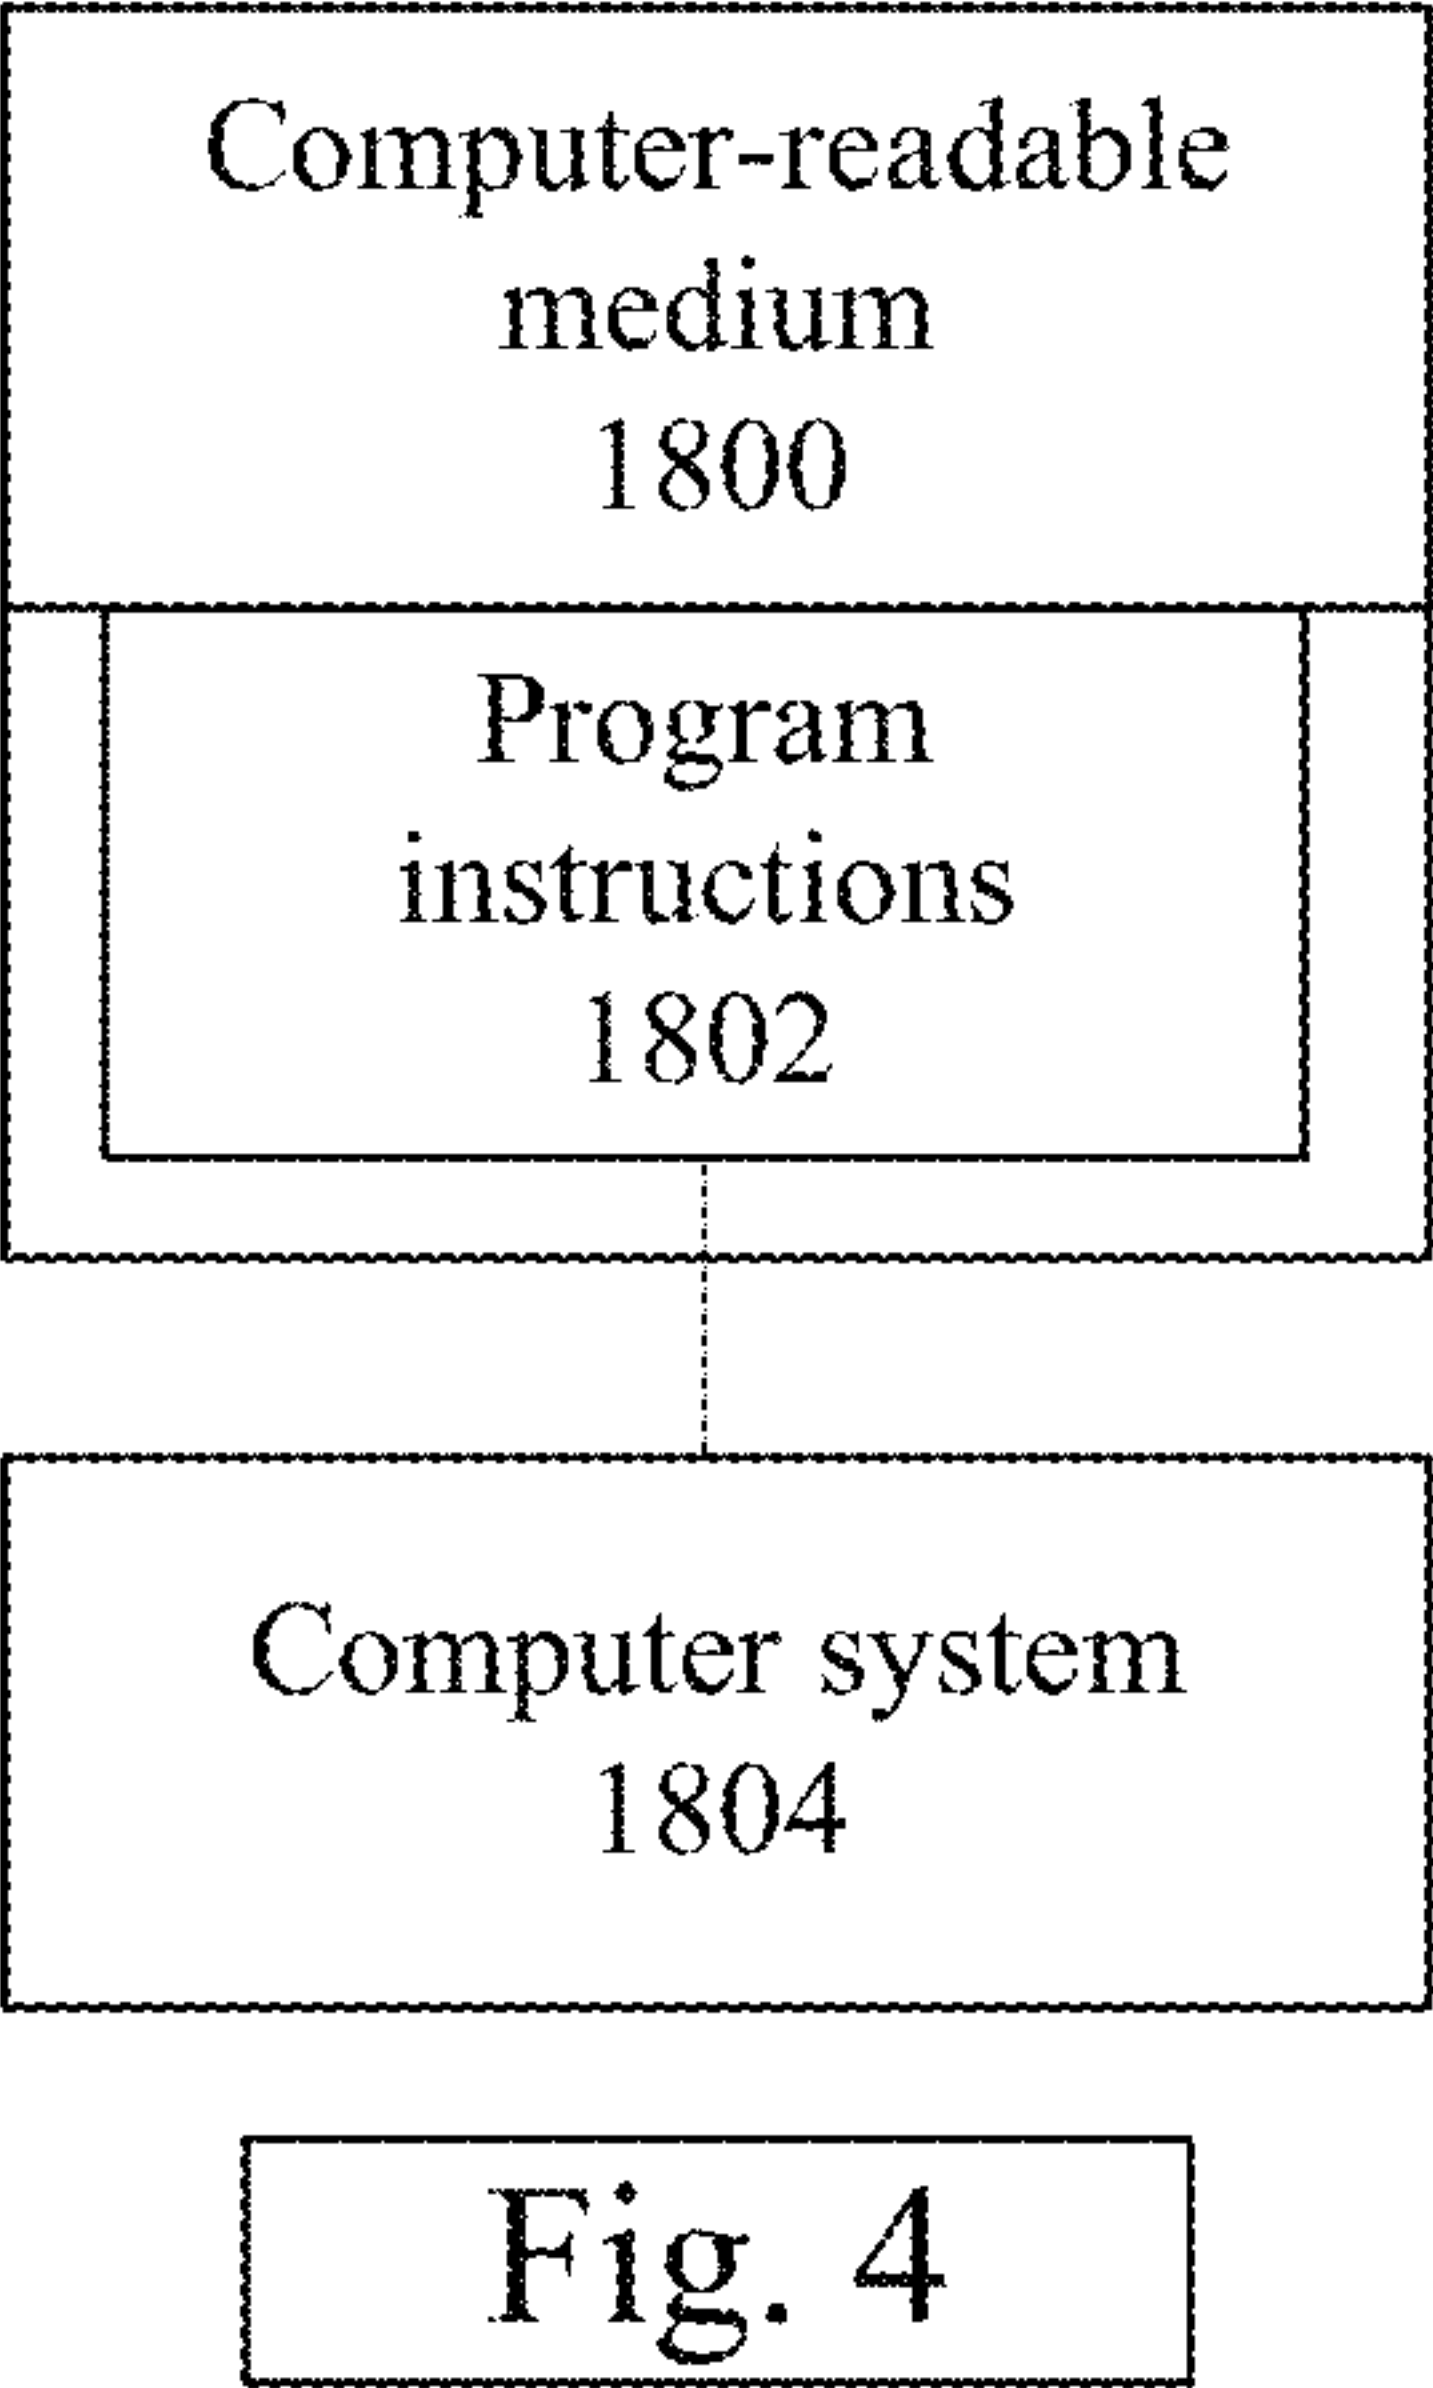 Computer-readable
medium
1800
Program
instructions
1802
Computer system
1804
Fig. 4